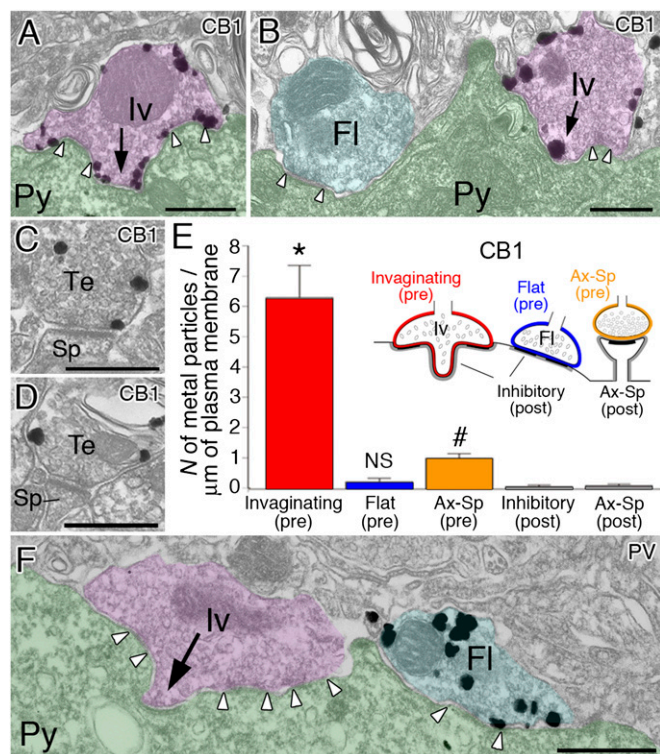 A
CB1
Iv
Py
B
CB1
Fl
Iv
Py
C
CB1
Te
Sp
D
CB1
Te
Sp
E
CB1
N of metal particles /
μm of plasma membrane
8
7
6
5
4
3
2
1
0
*
NS
#
Invaginating
(pre)
Flat
(pre)
Ax-Sp
(pre)
Inhibitory
(post)
Ax-Sp
(post)
Invaginating
(pre)
Flat
(pre)
Ax-Sp
(pre)
Iv
Fl
Inhibitory
(post)
Ax-Sp
(post)
F
PV
Iv
Fl
Py